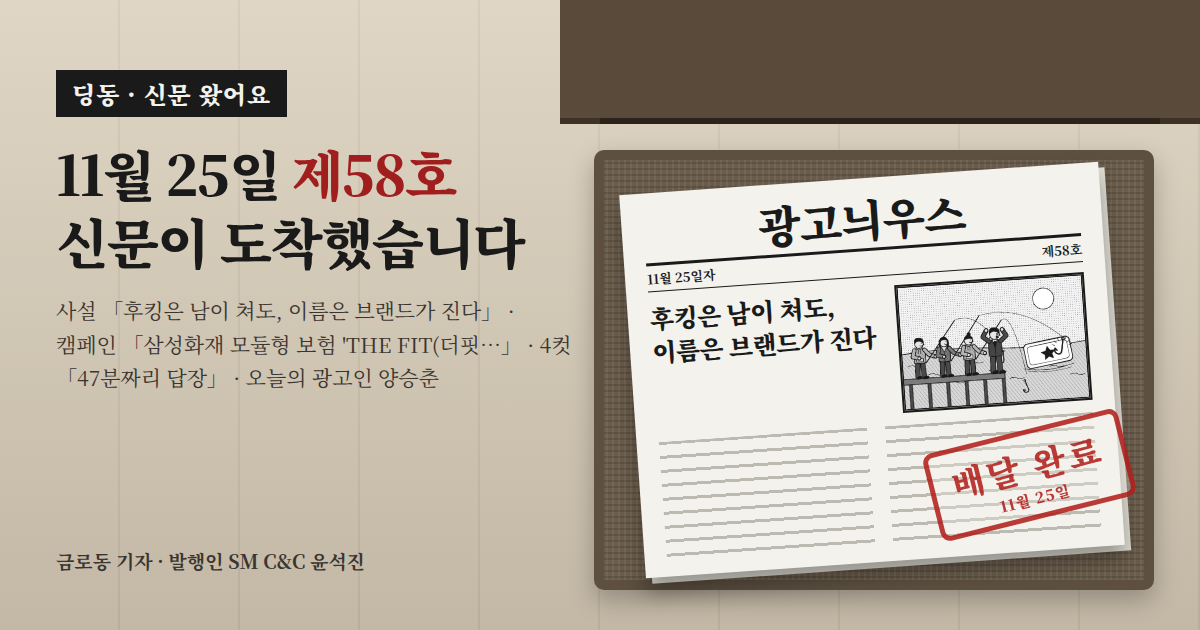 딩동 · 신문 왔어요
11월 25일 제58호
신문이 도착했습니다
사설 「후킹은 남이 쳐도, 이름은 브랜드가 진다」 ·
캠페인 「삼성화재 모듈형 보험 'THE FIT(더핏…」 · 4컷
「47분짜리 답장」 · 오늘의 광고인 양승춘
금로동 기자 · 발행인 SM C&C 윤석진
광고늬우스
11월 25일자
제58호
후킹은 남이 쳐도,
이름은 브랜드가 진다
배달 완료
11월 25일